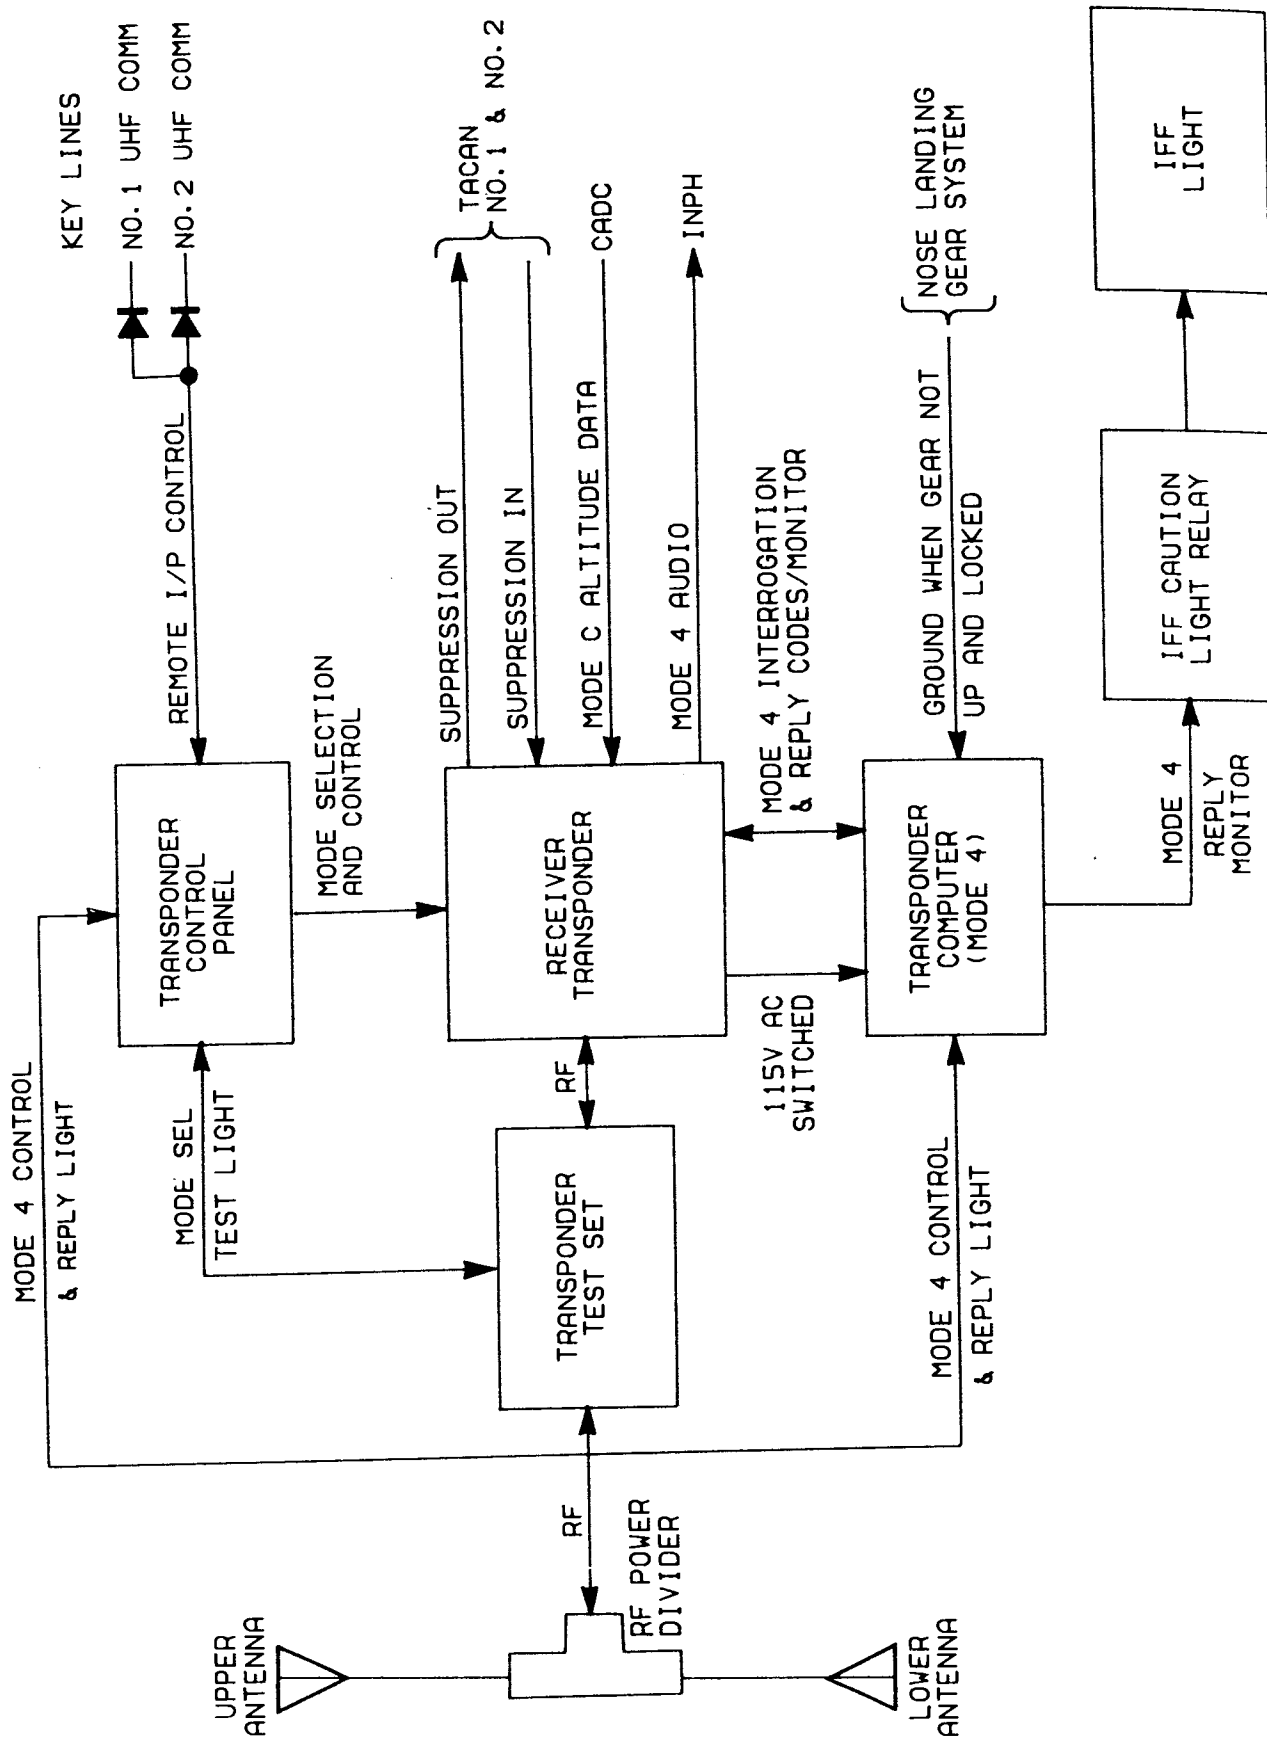 KEY LINES
NO.1 UHF COMM
NO.2 UHF COMM
REMOTE I/P CONTROL
MODE 4 CONTROL
& REPLY LIGHT
TRANSPONDER
CONTROL
PANEL
MODE SEL
TEST LIGHT
MODE SELECTION
AND CONTROL
SUPPRESSION OUT
SUPPRESSION IN
TACAN
NO.1 & NO.2
MODE C ALTITUDE DATA
CADC
MODE 4 AUDIO
INPH
UPPER
ANTENNA
RF
RF POWER
DIVIDER
LOWER
ANTENNA
TRANSPONDER
TEST SET
RF
RECEIVER
TRANSPONDER
115V AC
SWITCHED
MODE 4 INTERROGATION
& REPLY CODES/MONITOR
MODE 4 CONTROL
& REPLY LIGHT
TRANSPONDER
COMPUTER
(MODE 4)
GROUND WHEN GEAR NOT
UP AND LOCKED
NOSE LANDING
GEAR SYSTEM
MODE 4
REPLY
MONITOR
IFF CAUTION
LIGHT RELAY
IFF
LIGHT